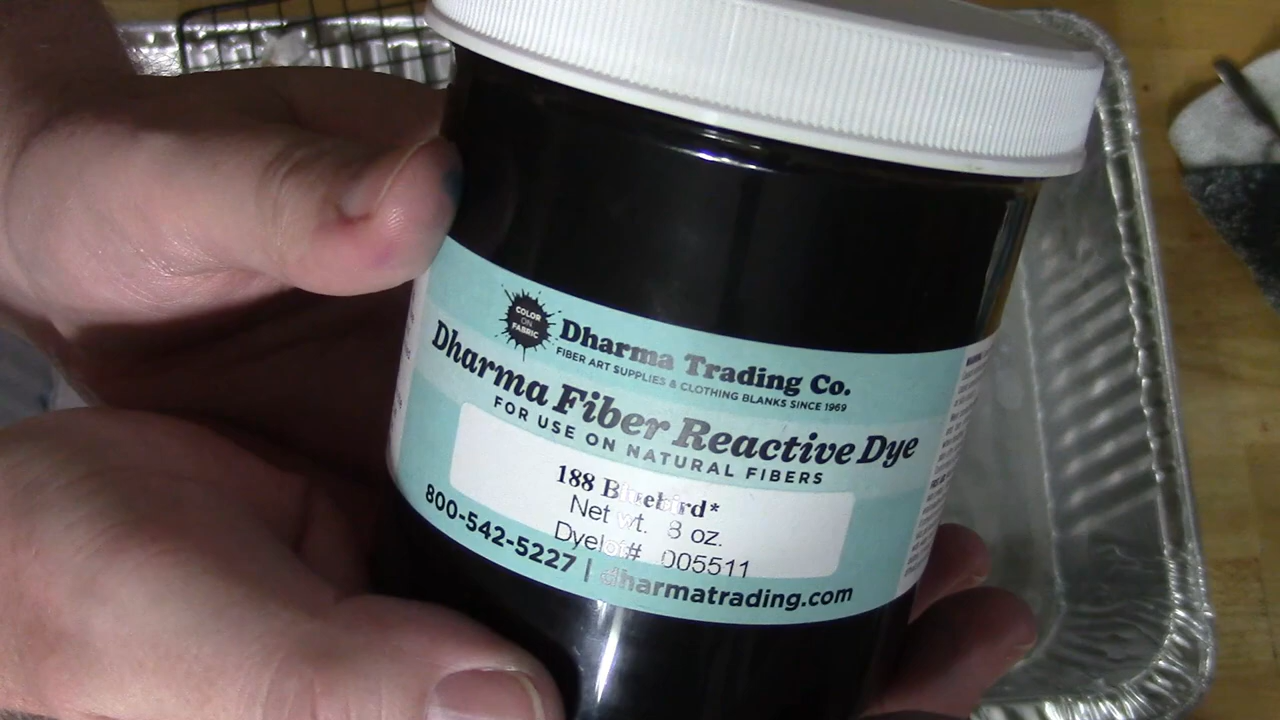 COLOR
ON
FABRIC
Dharma Trading Co.
FIBER ART SUPPLIES & CLOTHING BLANKS SINCE 1969
Dharma Fiber Reactive Dye
FOR USE ON NATURAL FIBERS
188 Bluebird*
Net wt. 8 oz.
Dyelot# 005511
800-542-5227 | dharmatrading.com